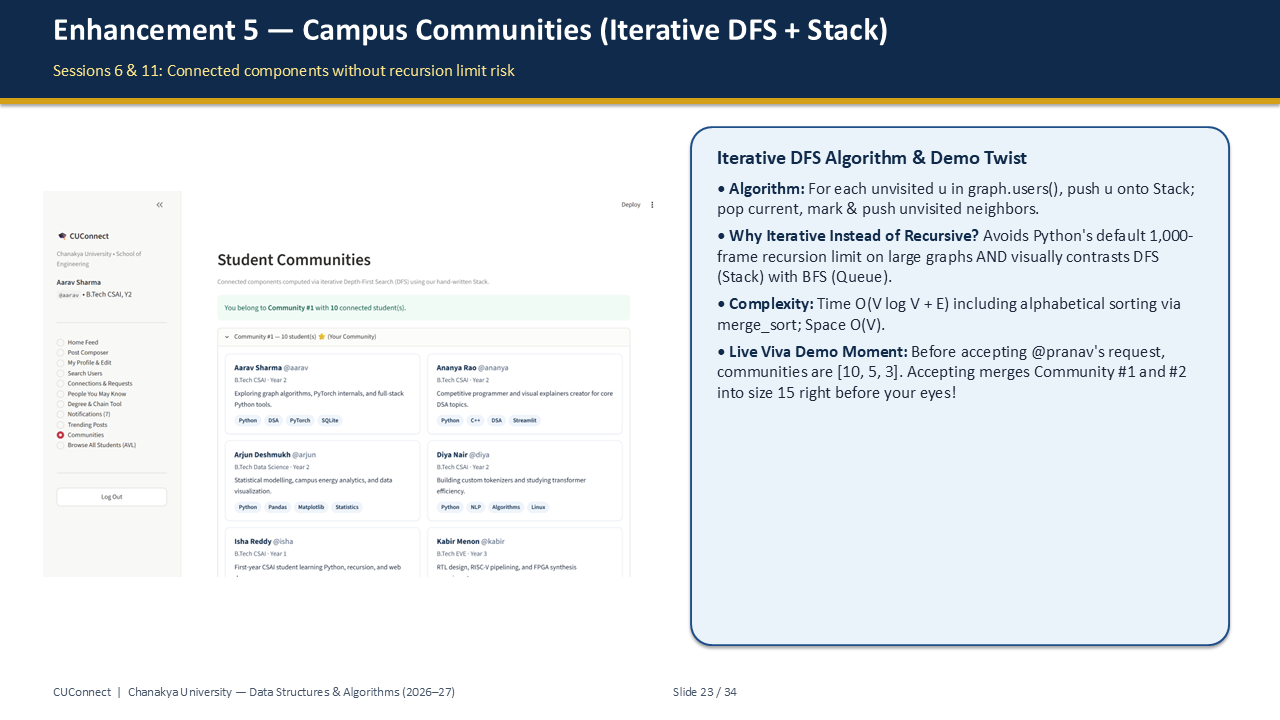 Enhancement 5 — Campus Communities (Iterative DFS + Stack)
Sessions 6 & 11: Connected components without recursion limit risk
«
Deploy
CUConnect
Chanakya University • School of
Engineering
Aarav Sharma
@aarav • B.Tech CSAI, Y2
Home Feed
Post Composer
My Profile & Edit
Search Users
Connections & Requests
People You May Know
Degree & Chain Tool
Notifications (7)
Trending Posts
Communities
Browse All Students (AVL)
Log Out
Student Communities
Connected components computed via iterative Depth-First Search (DFS) using our hand-written Stack.
You belong to Community #1 with 10 connected student(s).
Community #1 — 10 student(s) ⭐ (Your Community)
Aarav Sharma @aarav
B.Tech CSAI · Year 2
Exploring graph algorithms, PyTorch internals, and full-stack
Python tools.
Python DSA PyTorch SQLite
Ananya Rao @ananya
B.Tech CSAI · Year 2
Competitive programmer and visual explainers creator for core
DSA topics.
Python C++ DSA Streamlit
Arjun Deshmukh @arjun
B.Tech Data Science · Year 2
Statistical modelling, campus energy analytics, and data
visualization.
Python Pandas Matplotlib Statistics
Diya Nair @diya
B.Tech CSAI · Year 2
Building custom tokenizers and studying transformer
efficiency.
Python NLP Algorithms Linux
Isha Reddy @isha
B.Tech CSAI · Year 1
First-year CSAI student learning Python, recursion, and web
Kabir Menon @kabir
B.Tech EVE · Year 3
RTL design, RISC-V pipelining, and FPGA synthesis
Iterative DFS Algorithm & Demo Twist
• Algorithm: For each unvisited u in graph.users(), push u onto Stack;
pop current, mark & push unvisited neighbors.
• Why Iterative Instead of Recursive? Avoids Python's default 1,000-
frame recursion limit on large graphs AND visually contrasts DFS
(Stack) with BFS (Queue).
• Complexity: Time O(V log V + E) including alphabetical sorting via
merge_sort; Space O(V).
• Live Viva Demo Moment: Before accepting @pranav's request,
communities are [10, 5, 3]. Accepting merges Community #1 and #2
into size 15 right before your eyes!
CUConnect | Chanakya University — Data Structures & Algorithms (2026–27)
Slide 23 / 34